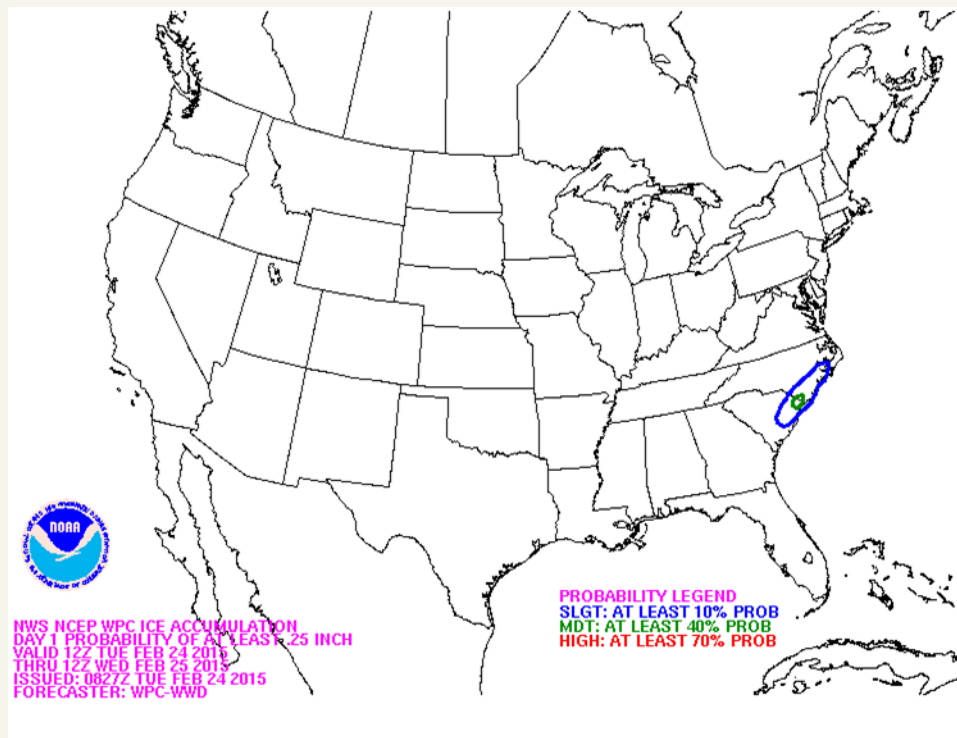 NOAA
NWS NCEP WPC ICE ACCUMULATION
DAY 1 PROBABILITY OF AT LEAST .25 INCH
VALID 12Z TUE FEB 24 2015
THRU 12Z WED FEB 25 2015
ISSUED: 0827Z TUE FEB 24 2015
FORECASTER: WPC-WWD
PROBABILITY LEGEND
SLGT: AT LEAST 10% PROB
MDT: AT LEAST 40% PROB
HIGH: AT LEAST 70% PROB